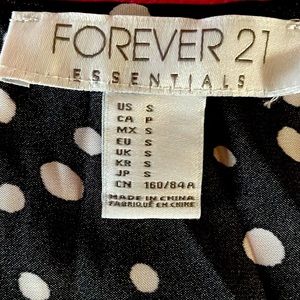 FOREVER 21
ESSENTIALS
US S
CA P
MX S
EU S
UK S
KR S
JP S
CN 160/84A
MADE IN CHINA
FABRIQUÉ EN CHINE